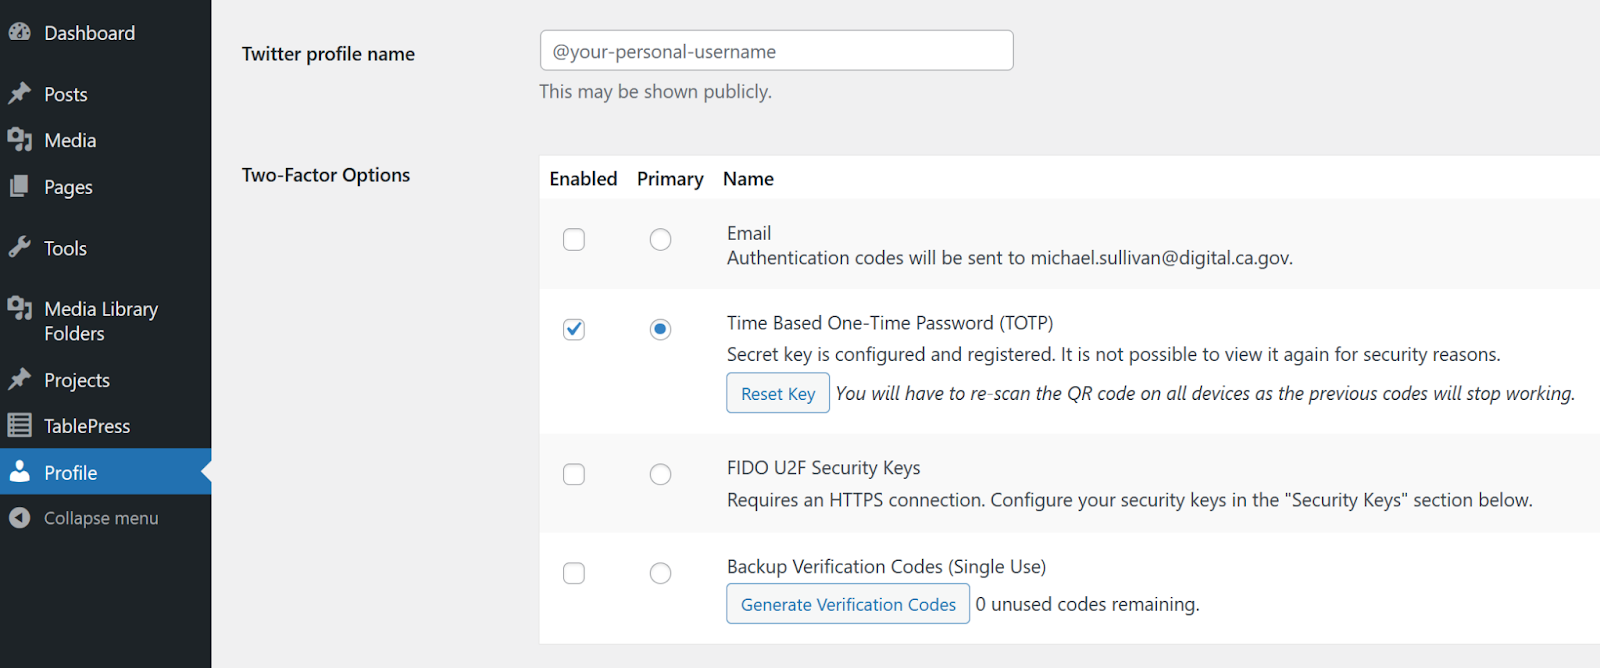 Dashboard
Posts
Media
Pages
Tools
Media Library
Folders
Projects
TablePress
Profile
Collapse menu
Twitter profile name
@your-personal-username
This may be shown publicly.
Two-Factor Options
Enabled Primary Name
Email
Authentication codes will be sent to michael.sullivan@digital.ca.gov.
Time Based One-Time Password (TOTP)
Secret key is configured and registered. It is not possible to view it again for security reasons.
Reset Key You will have to re-scan the QR code on all devices as the previous codes will stop working.
FIDO U2F Security Keys
Requires an HTTPS connection. Configure your security keys in the "Security Keys" section below.
Backup Verification Codes (Single Use)
Generate Verification Codes 0 unused codes remaining.